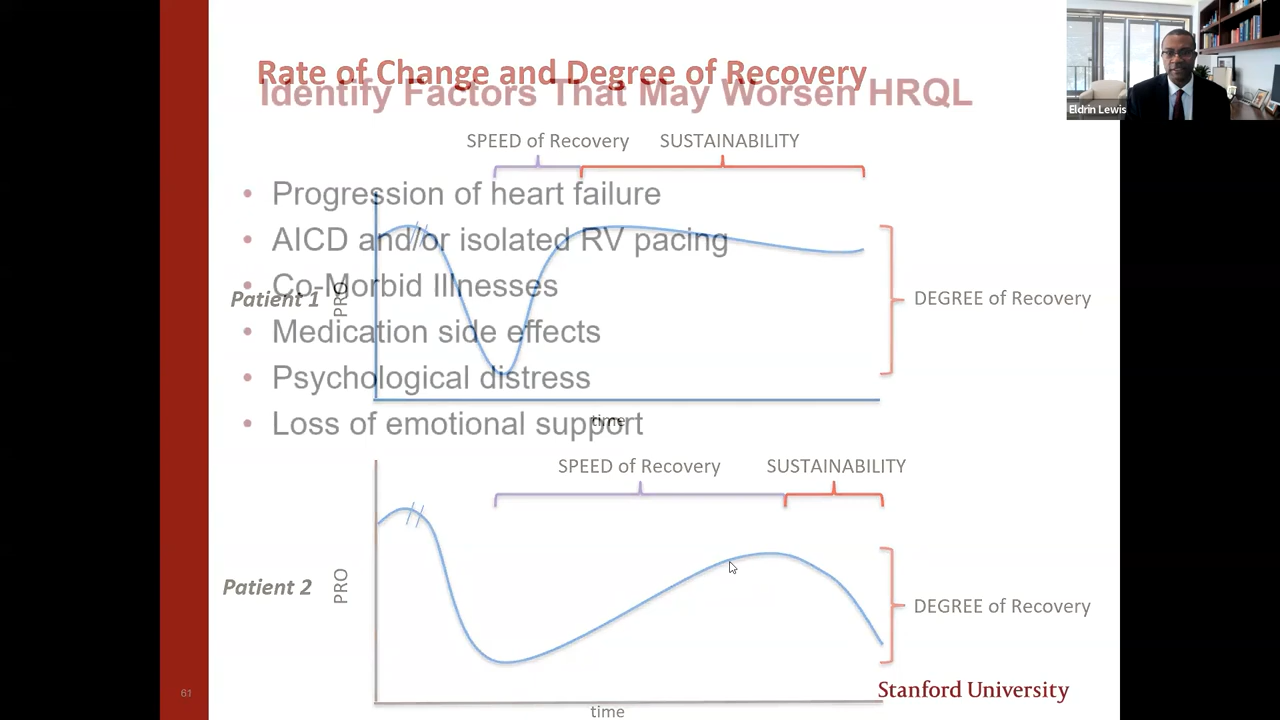 Rate of Change and Degree of Recovery
Identify Factors That May Worsen HRQL
Eldrin Lewis
SPEED of Recovery
SUSTAINABILITY
• Progression of heart failure
• AICD and/or isolated RV pacing
• Co-Morbid Illnesses
Patient 1
PRO
DEGREE of Recovery
• Medication side effects
• Psychological distress
• Loss of emotional support
time
SPEED of Recovery
SUSTAINABILITY
Patient 2
PRO
DEGREE of Recovery
61
Stanford University
time